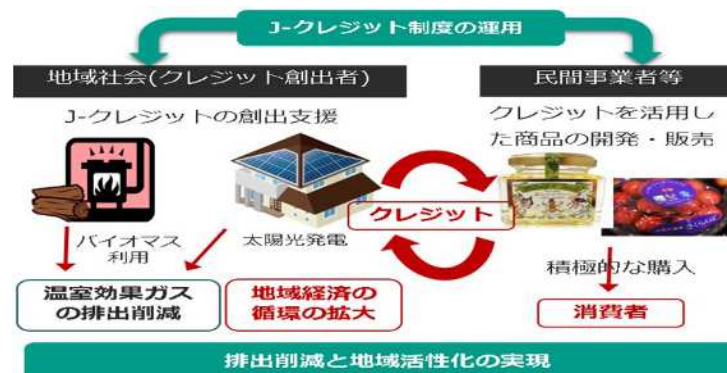 J-クレジット制度の運用
地域社会(クレジット創出者)
J-クレジットの創出支援
バイオマス
利用
太陽光発電
温室効果ガス
の排出削減
地域経済の
循環の拡大
クレジット
民間事業者等
クレジットを活用し
た商品の開発・販売
積極的な購入
消費者
排出削減と地域活性化の実現